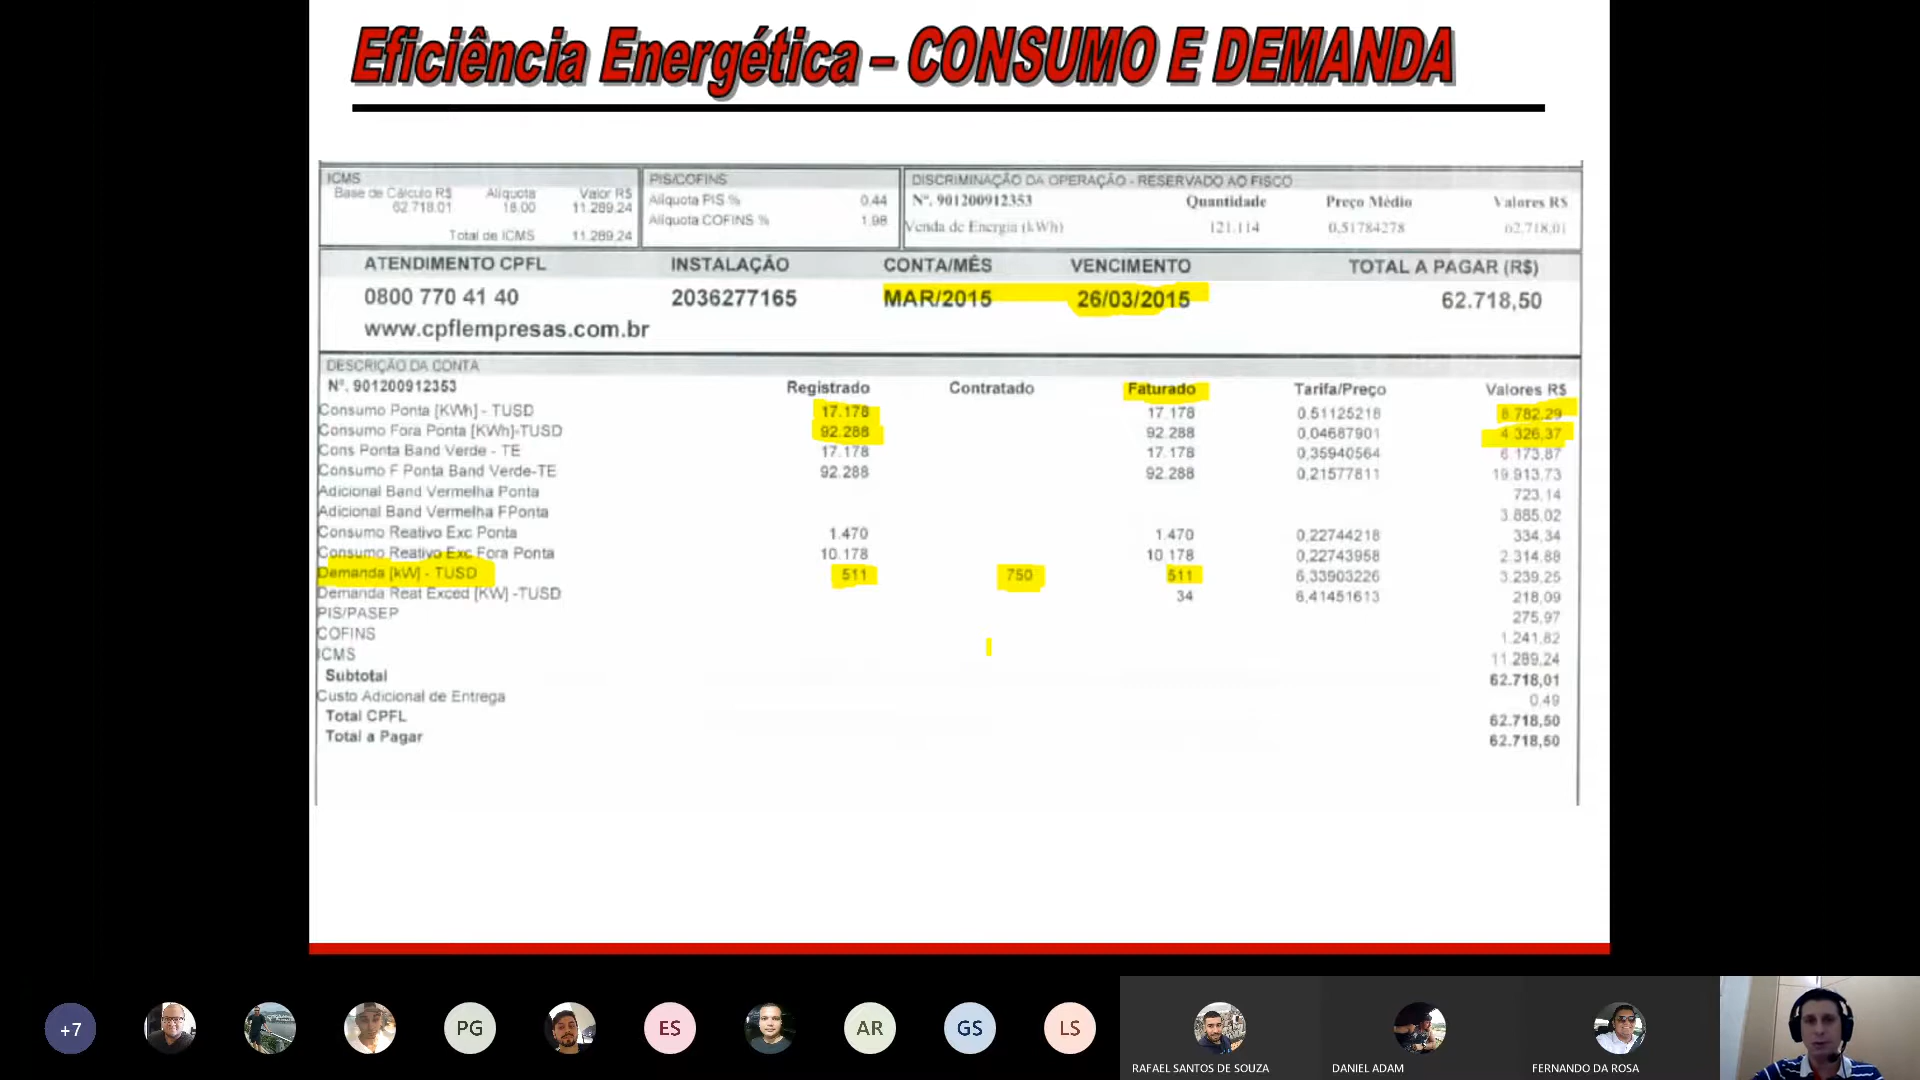 Eficiência Energética – CONSUMO E DEMANDA
ICMS
Base de Cálculo R$ Alíquota Valor R$
62.718.01 18.00 11.289,24
Total de ICMS 11.289,24
PIS/COFINS
Alíquota PIS % 0.44
Alíquota COFINS % 1.98
DISCRIMINAÇÃO DA OPERAÇÃO - RESERVADO AO FISCO
Nº. 901200912353 Quantidade Preço Médio Valores R$
Venda de Energia (kWh) 121.114 0,51784278 62.718,01
ATENDIMENTO CPFL INSTALAÇÃO CONTA/MÊS VENCIMENTO TOTAL A PAGAR (R$)
0800 770 41 40 2036277165 MAR/2015 26/03/2015 62.718,50
www.cpflempresas.com.br
DESCRIÇÃO DA CONTA
Nº. 901200912353 Registrado Contratado Faturado Tarifa/Preço Valores R$
Consumo Ponta [KWh] - TUSD 17.178 17.178 0,51125218 8.782,29
Consumo Fora Ponta [KWh]-TUSD 92.288 92.288 0,04687901 4.326,37
Cons Ponta Band Verde - TE 17.178 17.178 0,35940564 6.173,87
Consumo F Ponta Band Verde-TE 92.288 92.288 0,21577811 19.913,73
Adicional Band Vermelha Ponta 723,14
Adicional Band Vermelha FPonta 3.885,02
Consumo Reativo Exc Ponta 1.470 1.470 0,22744218 334,34
Consumo Reativo Exc Fora Ponta 10.178 10.178 0,22743958 2.314,88
Demanda [kW] - TUSD 511 750 511 6,33903226 3.239,25
Demanda Reat Exced [KW] -TUSD 34 6,41451613 218,09
PIS/PASEP 275,97
COFINS 1.241,82
ICMS 11.289,24
Subtotal 62.718,01
Custo Adicional de Entrega 0,49
Total CPFL 62.718,50
Total a Pagar 62.718,50
+7 PG ES AR GS LS
RAFAEL SANTOS DE SOUZA DANIEL ADAM FERNANDO DA ROSA